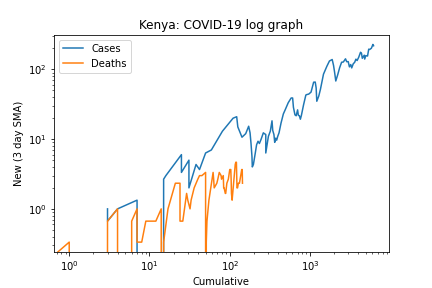 Kenya: COVID-19 log graph
Cases
Deaths
New (3 day SMA)
10²
10¹
10⁰
10⁰ 10¹ 10² 10³
Cumulative